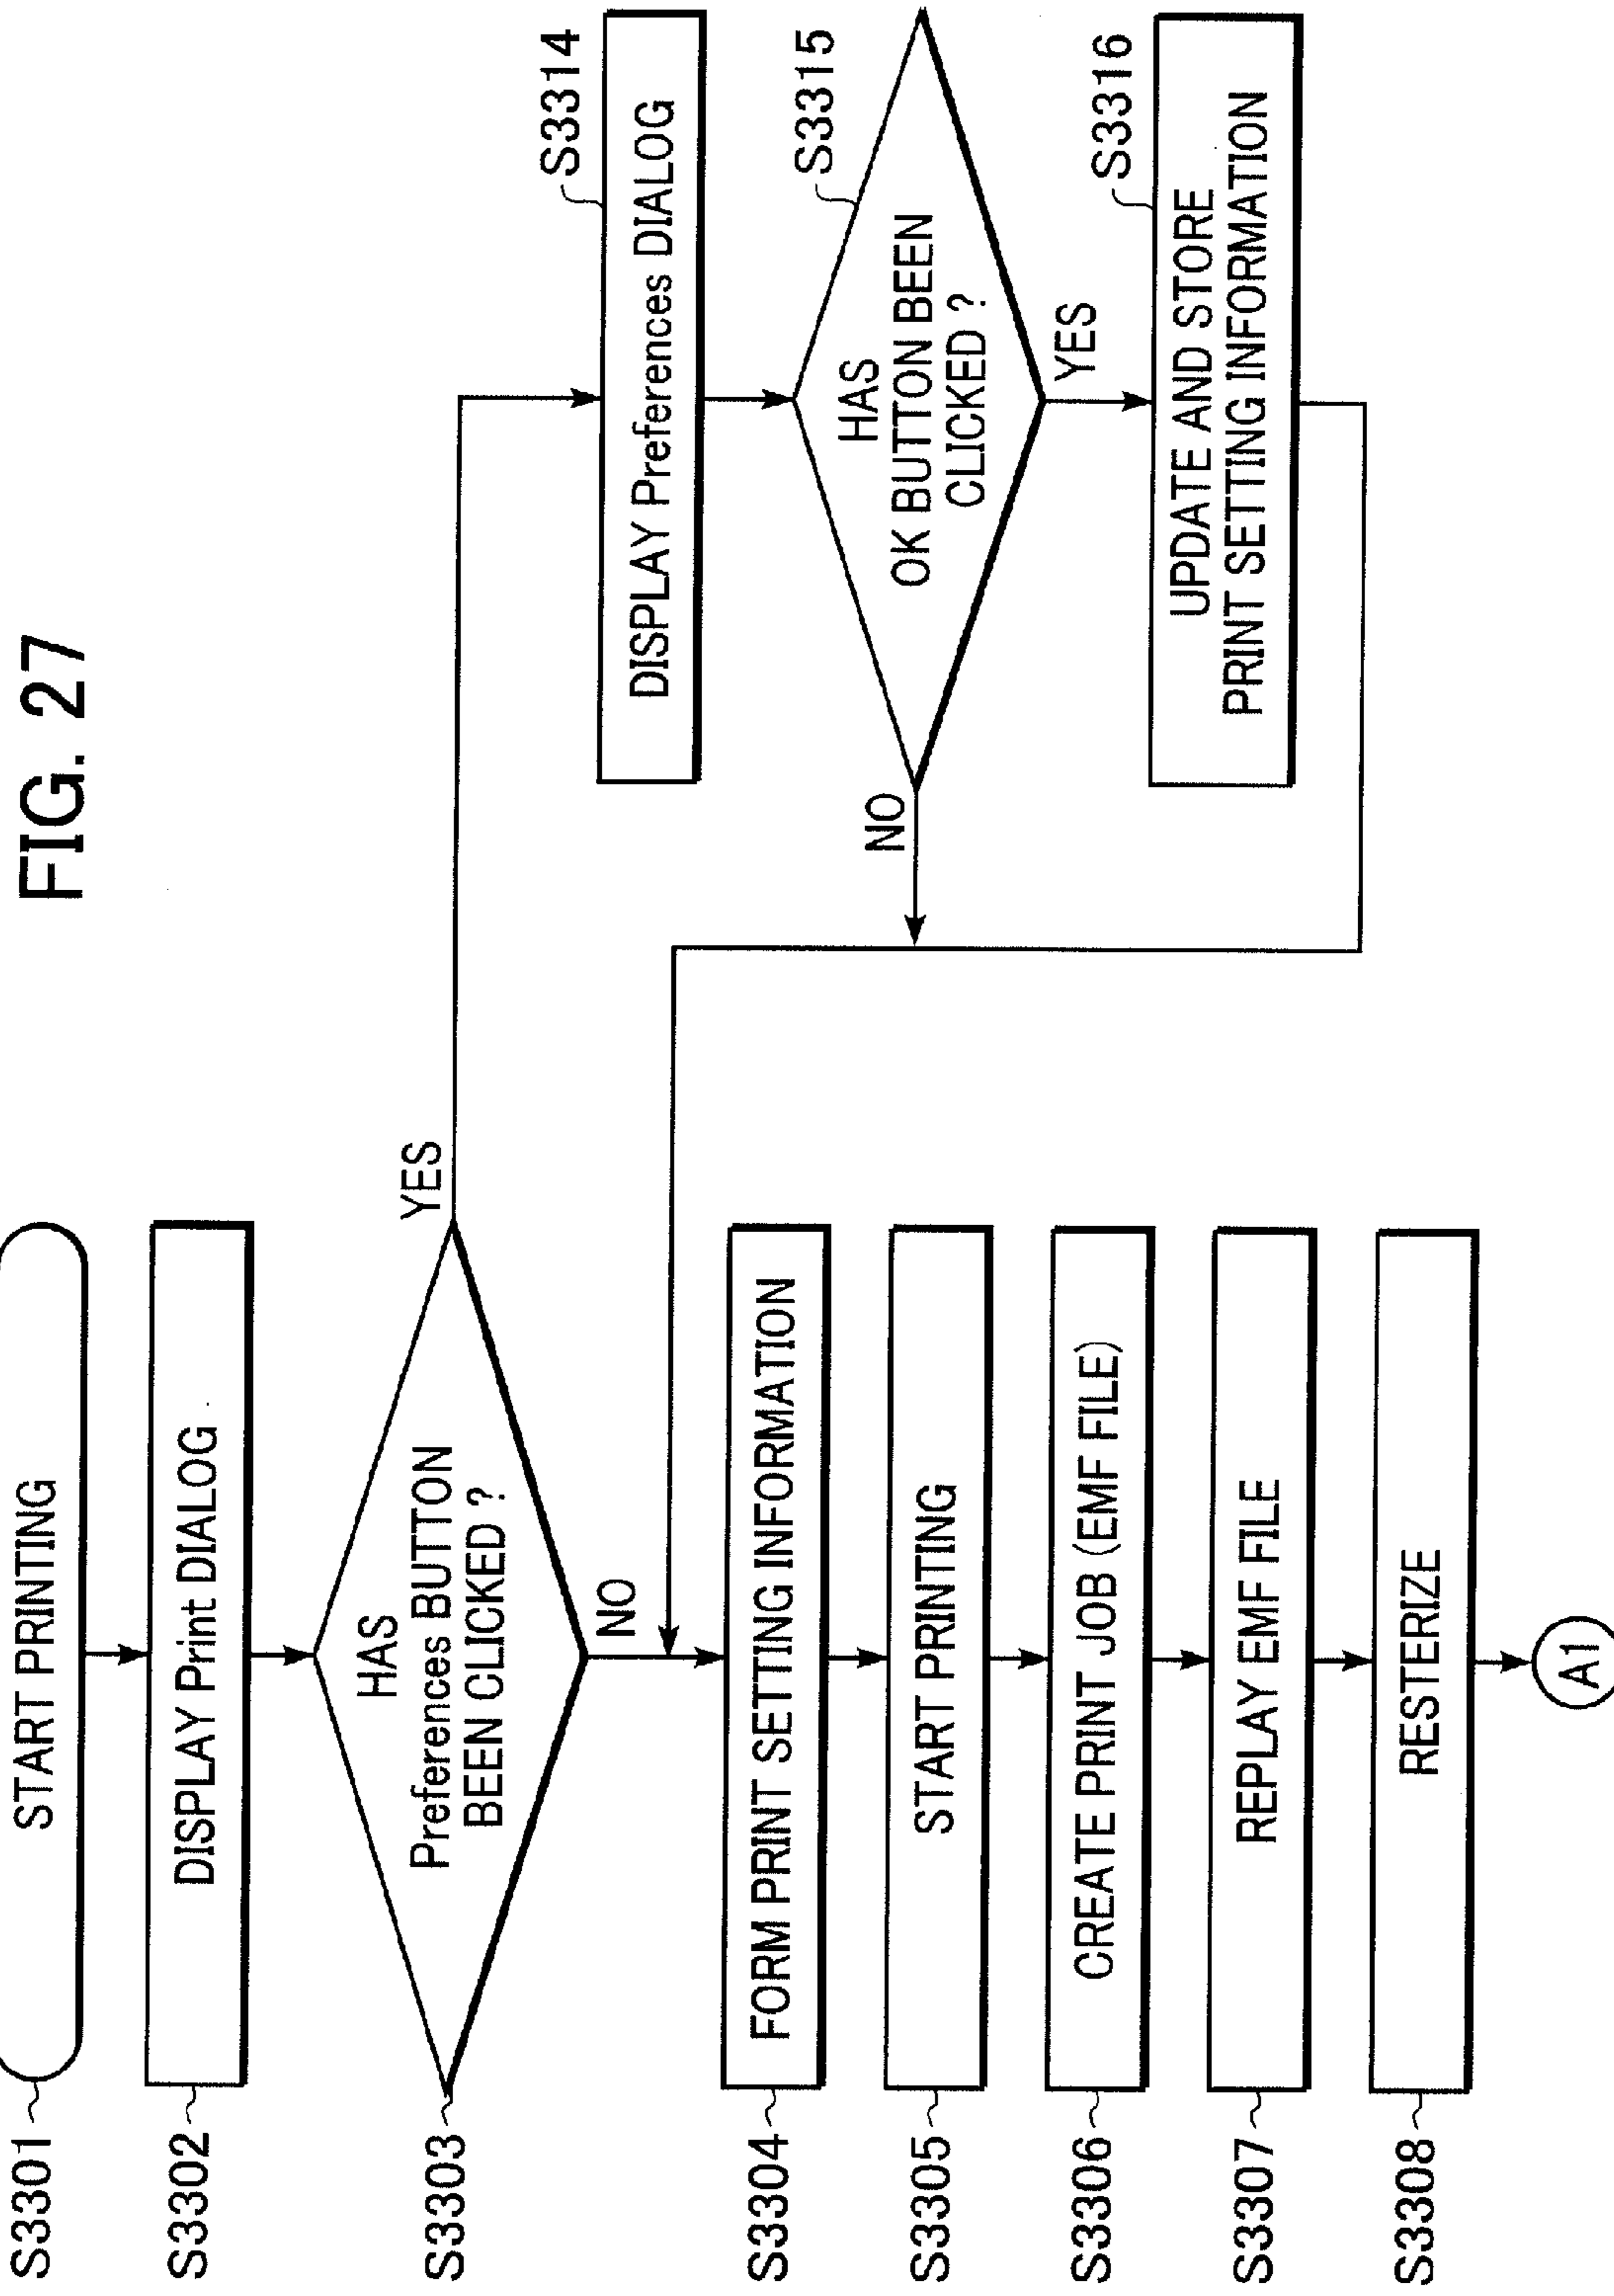 FIG. 27
S3301
START PRINTING
S3302
DISPLAY Print DIALOG
S3303
HAS
Preferences BUTTON
BEEN CLICKED ?
YES
NO
S3304
FORM PRINT SETTING INFORMATION
S3305
START PRINTING
S3306
CREATE PRINT JOB (EMF FILE)
S3307
REPLAY EMF FILE
S3308
RESTERIZE
A1
S3314
DISPLAY Preferences DIALOG
S3315
HAS
OK BUTTON BEEN
CLICKED ?
NO
YES
S3316
UPDATE AND STORE
PRINT SETTING INFORMATION